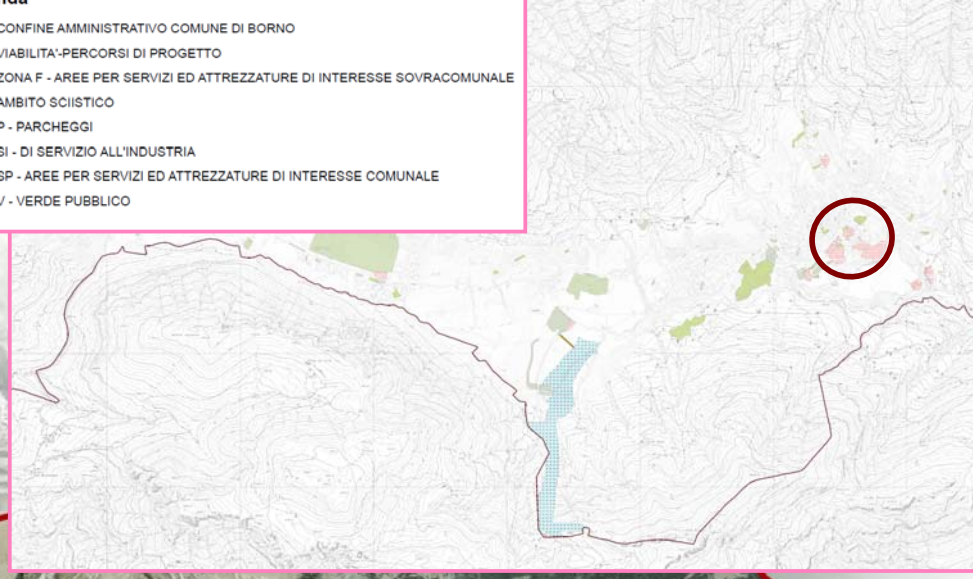 CONFINE AMMINISTRATIVO COMUNE DI BORNO
VIABILITA'-PERCORSI DI PROGETTO
ZONA F - AREE PER SERVIZI ED ATTREZZATURE DI INTERESSE SOVRACOMUNALE
AMBITO SCIISTICO
P - PARCHEGGI
SI - DI SERVIZIO ALL'INDUSTRIA
SP - AREE PER SERVIZI ED ATTREZZATURE DI INTERESSE COMUNALE
V - VERDE PUBBLICO